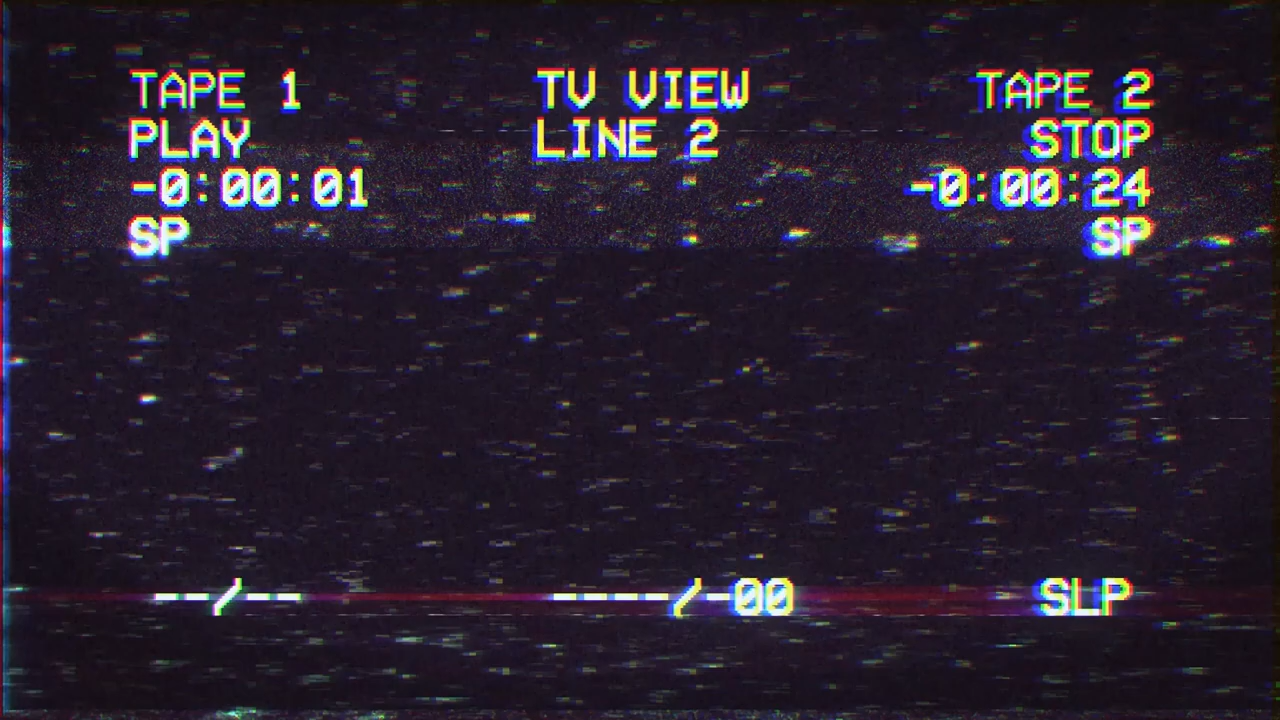 TAPE 1 TV VIEW TAPE 2
PLAY LINE 2 STOP
-0:00:01 -0:00:24
SP SP
--/-- ----/-00 SLP